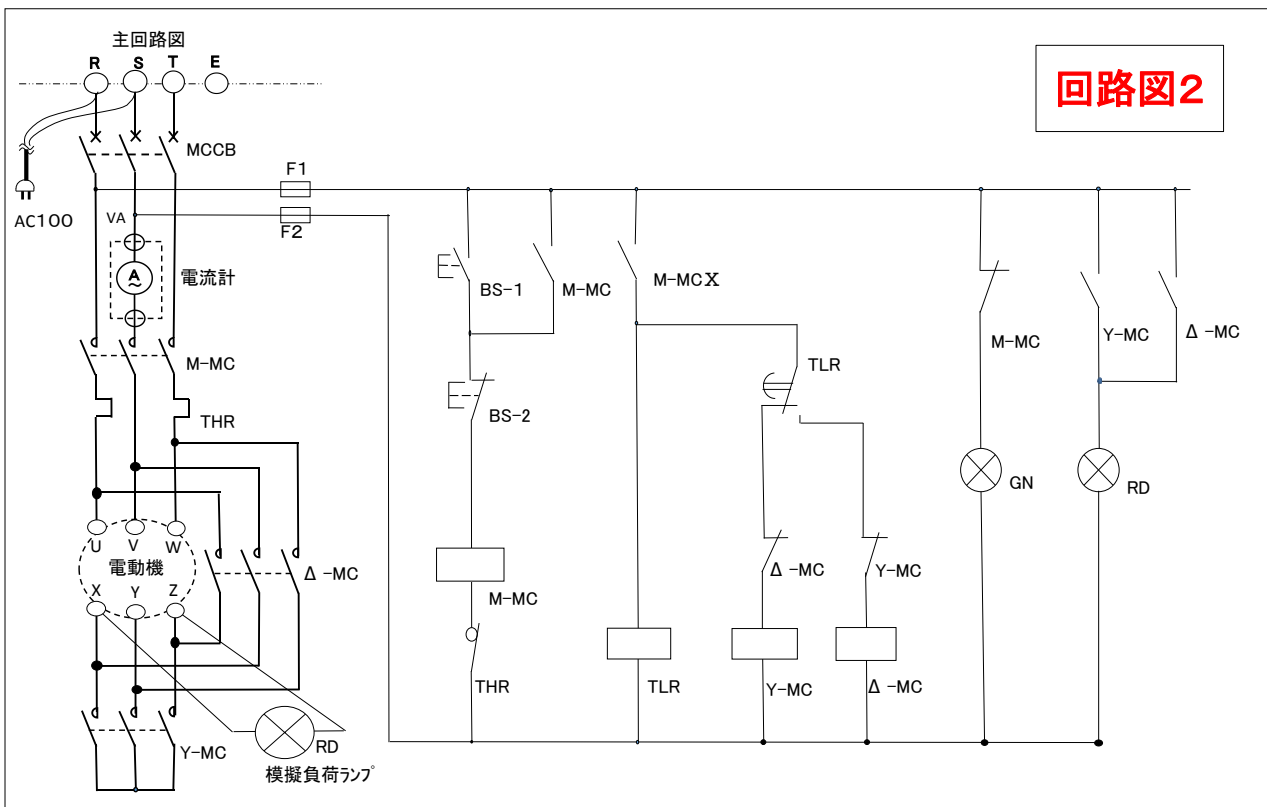 主回路図
R S T E
回路図2
MCCB
F1
AC100
VA
F2
A
電流計
BS-1
M-MC
M-MCX
M-MC
Y-MC
Δ-MC
M-MC
TLR
THR
BS-2
GN
RD
U V W
電動機
Δ-MC
X Y Z
Δ-MC
Y-MC
M-MC
THR
TLR
Y-MC
Δ-MC
Y-MC
RD
模擬負荷ランプ